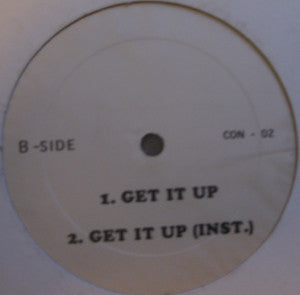 B-SIDE
CON - 02
1. GET IT UP
2. GET IT UP (INST.)